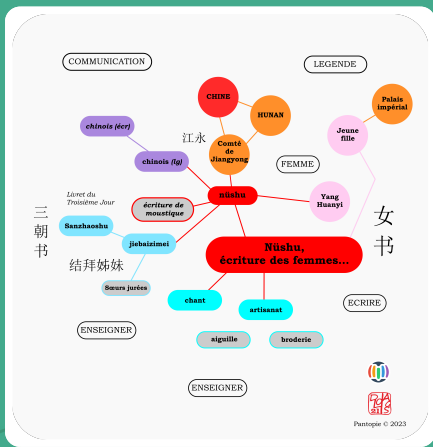 COMMUNICATION
LEGENDE
CHINE
HUNAN
Palais
impérial
chinois (écr)
江永
Comté
de
Jiangyong
Jeune
fille
chinois (lg)
FEMME
nüshu
Yang
Huanyi
Livret du
Troisième Jour
écriture de
moustique
三朝书
Sanzhaoshu
jiebaizimei
女书
Nüshu,
écriture des femmes...
结拜姊妹
Sœurs jurées
chant
artisanat
ECRIRE
ENSEIGNER
aiguille
broderie
ENSEIGNER
Pantopie © 2023